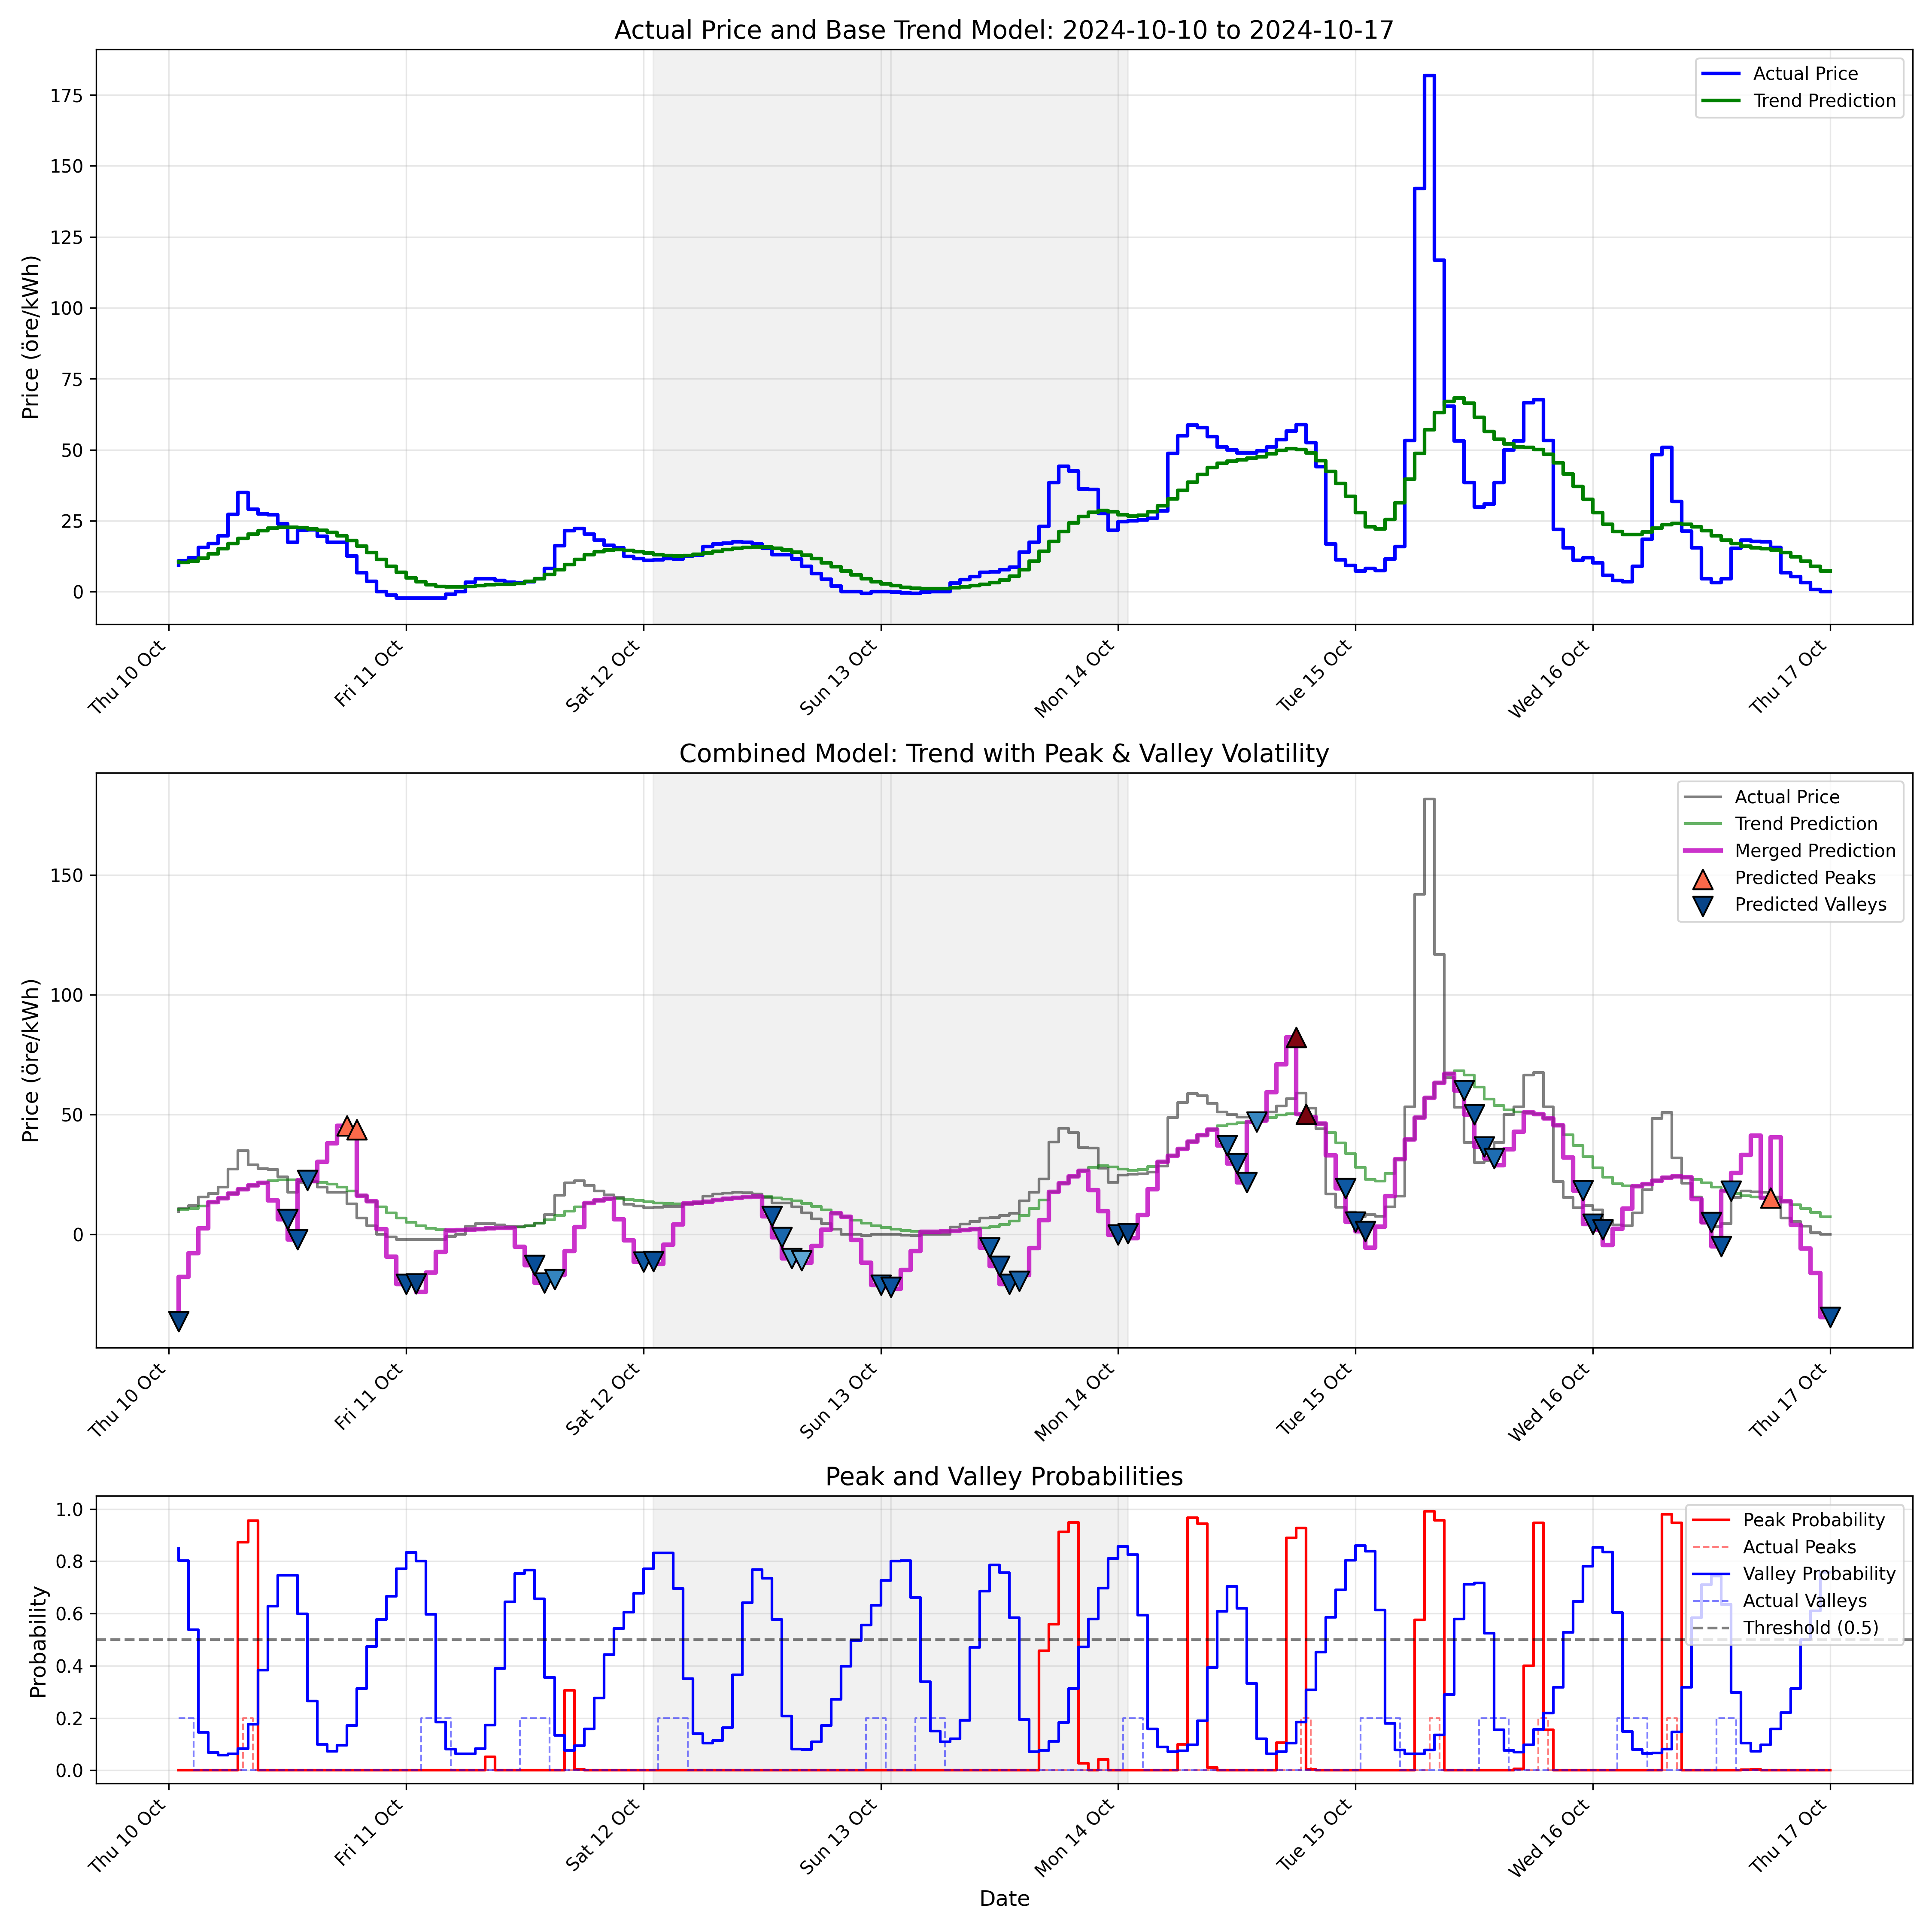 Actual Price and Base Trend Model: 2024-10-10 to 2024-10-17
Price (öre/kWh)
175
150
125
100
75
50
25
0
Actual Price
Trend Prediction
Thu 10 Oct
Fri 11 Oct
Sat 12 Oct
Sun 13 Oct
Mon 14 Oct
Tue 15 Oct
Wed 16 Oct
Thu 17 Oct
Combined Model: Trend with Peak & Valley Volatility
Price (öre/kWh)
150
100
50
0
Actual Price
Trend Prediction
Merged Prediction
Predicted Peaks
Predicted Valleys
Thu 10 Oct
Fri 11 Oct
Sat 12 Oct
Sun 13 Oct
Mon 14 Oct
Tue 15 Oct
Wed 16 Oct
Thu 17 Oct
Peak and Valley Probabilities
Probability
1.0
0.8
0.6
0.4
0.2
0.0
Peak Probability
Actual Peaks
Valley Probability
Actual Valleys
Threshold (0.5)
Thu 10 Oct
Fri 11 Oct
Sat 12 Oct
Sun 13 Oct
Mon 14 Oct
Tue 15 Oct
Wed 16 Oct
Thu 17 Oct
Date